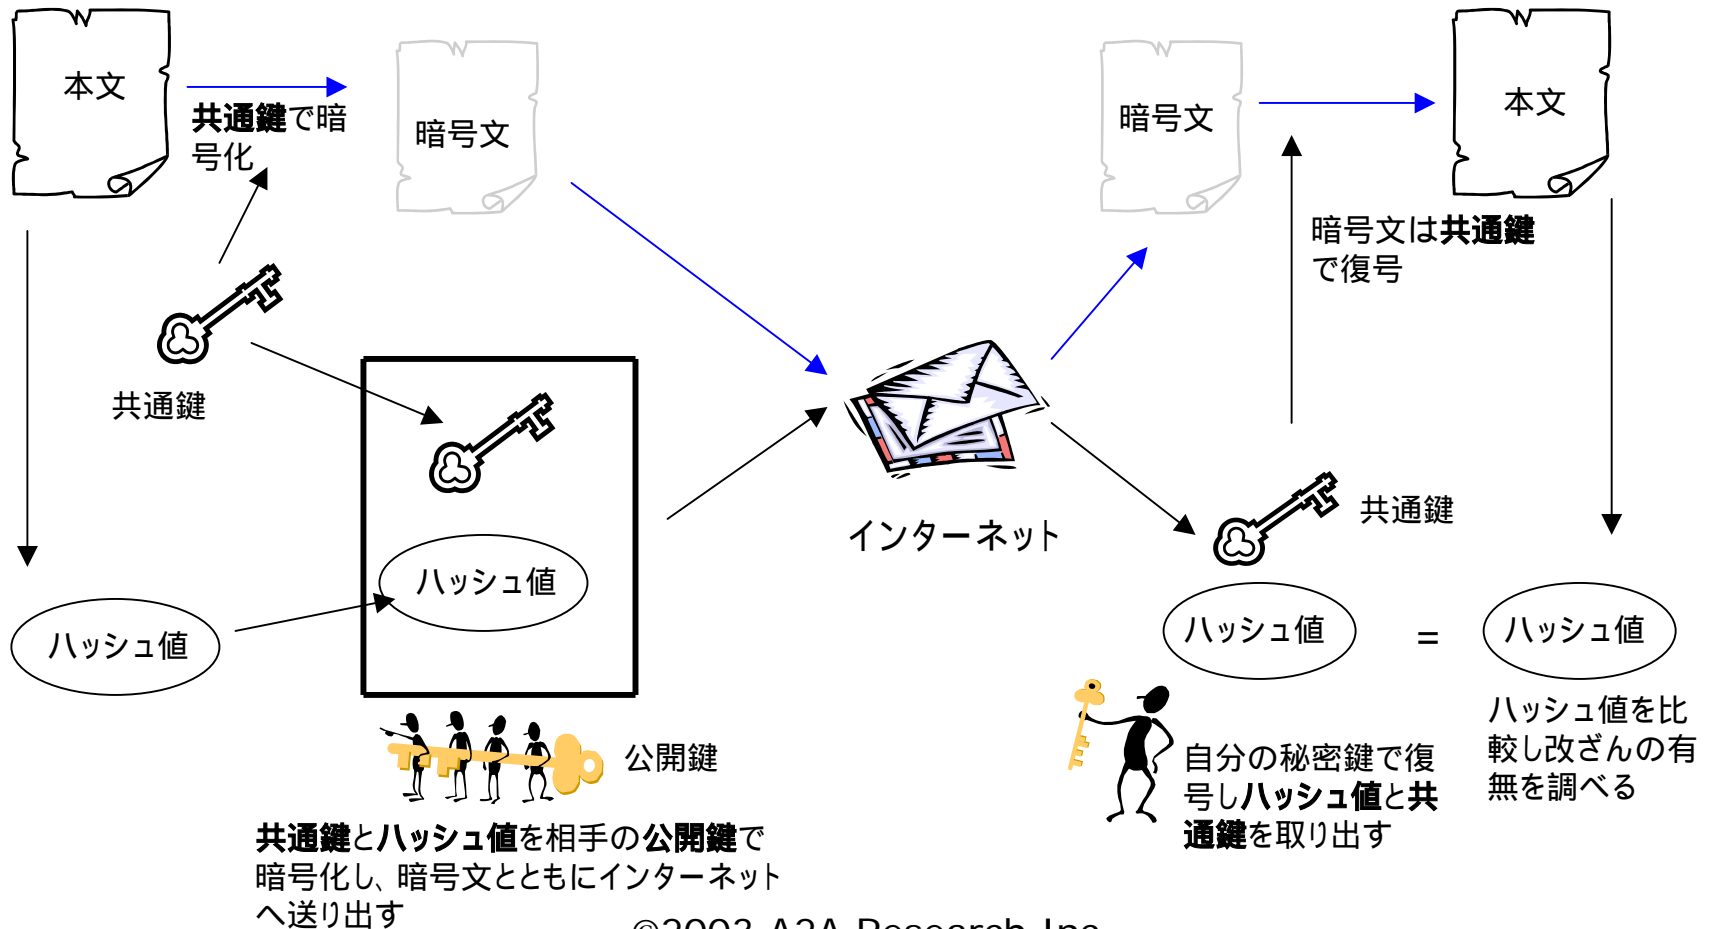 本文
共通鍵で暗
号化
暗号文
暗号文
本文
暗号文は共通鍵
で復号
共通鍵
ハッシュ値
ハッシュ値
インターネット
共通鍵
ハッシュ値
=
ハッシュ値
公開鍵
共通鍵とハッシュ値を相手の公開鍵で
暗号化し、暗号文とともにインターネット
へ送り出す
自分の秘密鍵で復
号しハッシュ値と共
通鍵を取り出す
ハッシュ値を比
較し改ざんの有
無を調べる
©2003 A2A Research Inc